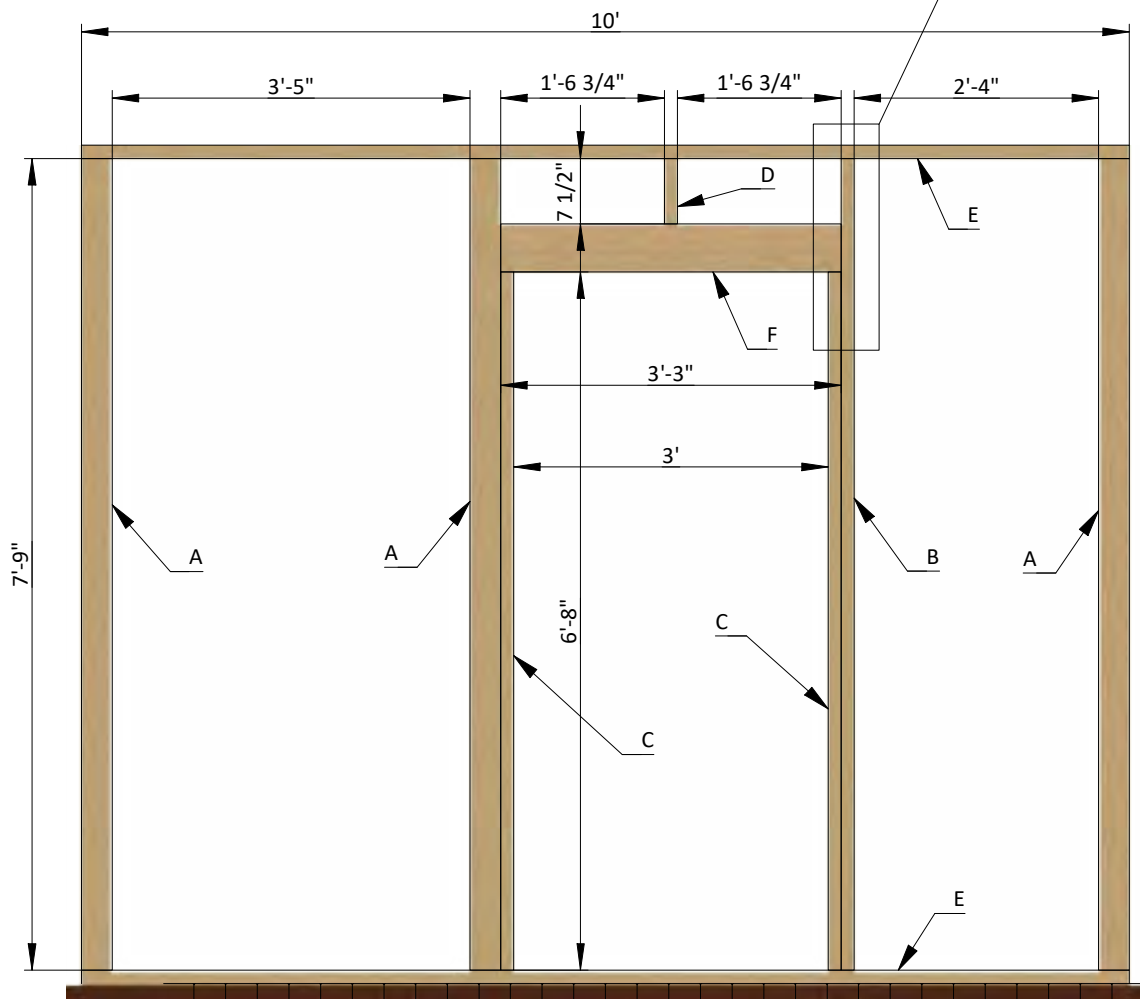 10'
3'-5"
1'-6 3/4"
1'-6 3/4"
2'-4"
7 1/2"
D
E
F
3'-3"
3'
7'-9"
A
A
B
A
6'-8"
C
C
E